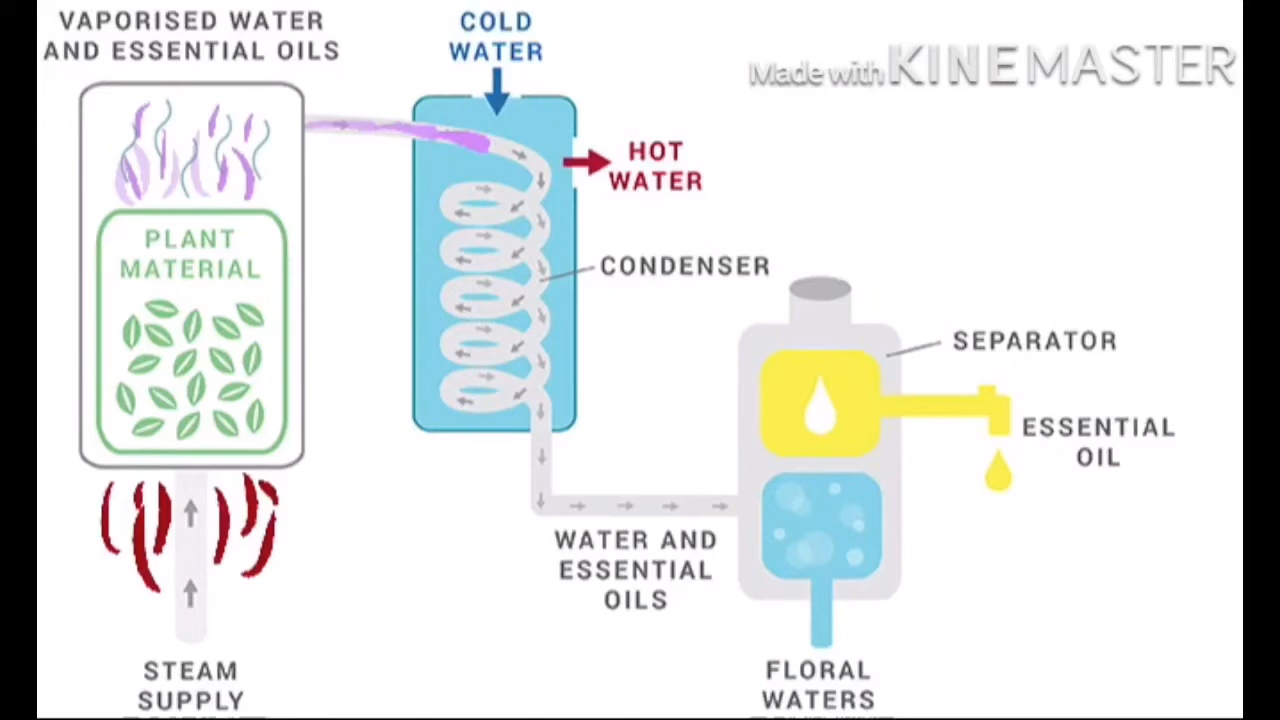 VAPORISED WATER
AND ESSENTIAL OILS
COLD
WATER
Made with KINEMASTER
HOT
WATER
PLANT
MATERIAL
CONDENSER
SEPARATOR
ESSENTIAL
OIL
WATER AND
ESSENTIAL
OILS
STEAM
SUPPLY
FLORAL
WATERS